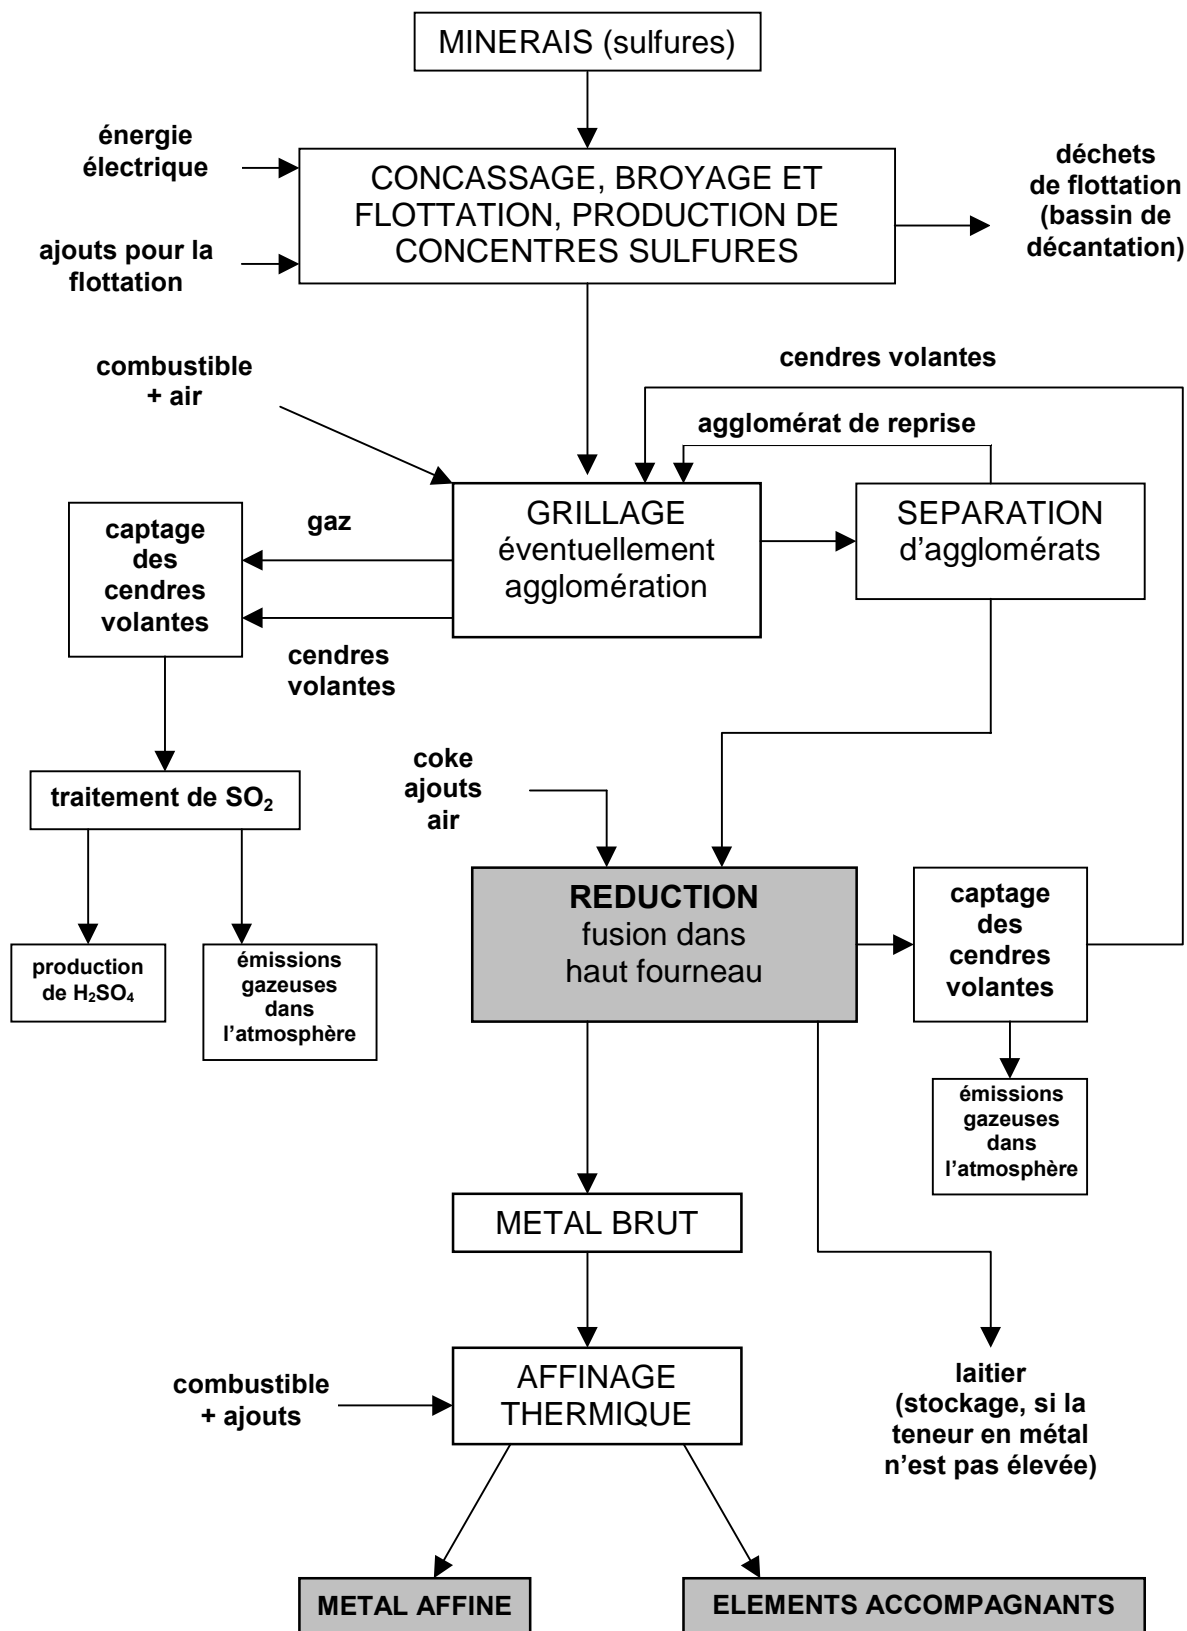 MINERAIS (sulfures)
énergie
électrique
CONCASSAGE, BROYAGE ET
FLOTTATION, PRODUCTION DE
CONCENTRES SULFURES
déchets
de flottation
(bassin de
décantation)
ajouts pour la
flottation
combustible
+ air
cendres volantes
agglomérat de reprise
captage
des
cendres
volantes
gaz
GRILLAGE
éventuellement
agglomération
SEPARATION
d’agglomérats
cendres
volantes
traitement de SO₂
coke
ajouts
air
REDUCTION
fusion dans
haut fourneau
captage
des
cendres
volantes
production
de H₂SO₄
émissions
gazeuses
dans
l’atmosphère
émissions
gazeuses
dans
l’atmosphère
METAL BRUT
combustible
+ ajouts
AFFINAGE
THERMIQUE
laitier
(stockage, si la
teneur en métal
n’est pas élevée)
METAL AFFINE
ELEMENTS ACCOMPAGNANTS